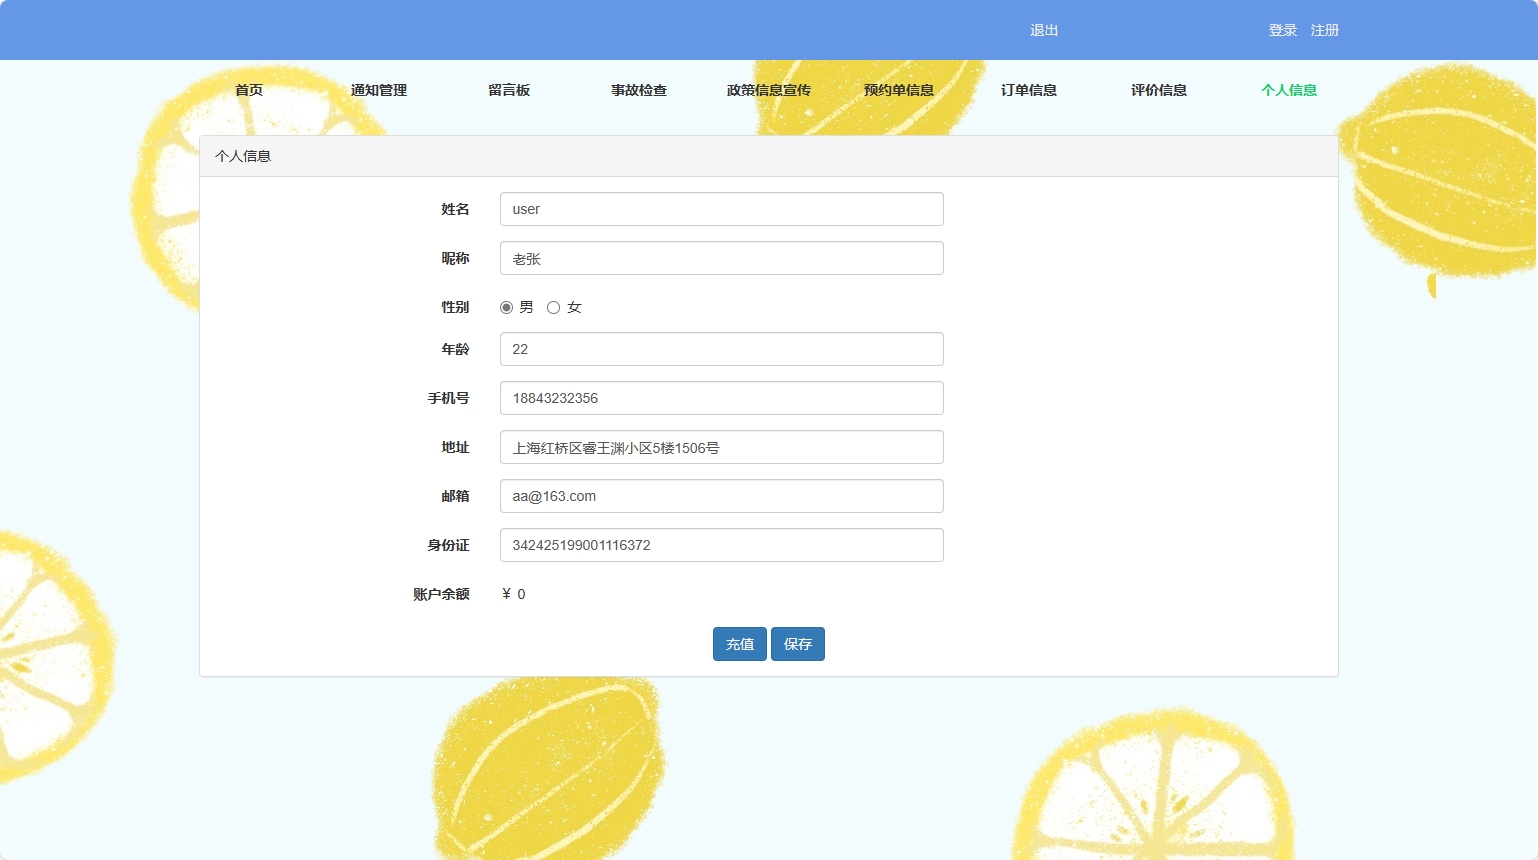 退出 登录 注册
首页 通知管理 留言板 事故检查 政策信息宣传 预约单信息 订单信息 评价信息 个人信息
个人信息
姓名 user
昵称 老张
性别 男 女
年龄 22
手机号 18843232356
地址 上海红桥区睿王渊小区5楼1506号
邮箱 aa@163.com
身份证 342425199001116372
账户余额 ¥ 0
充值 保存